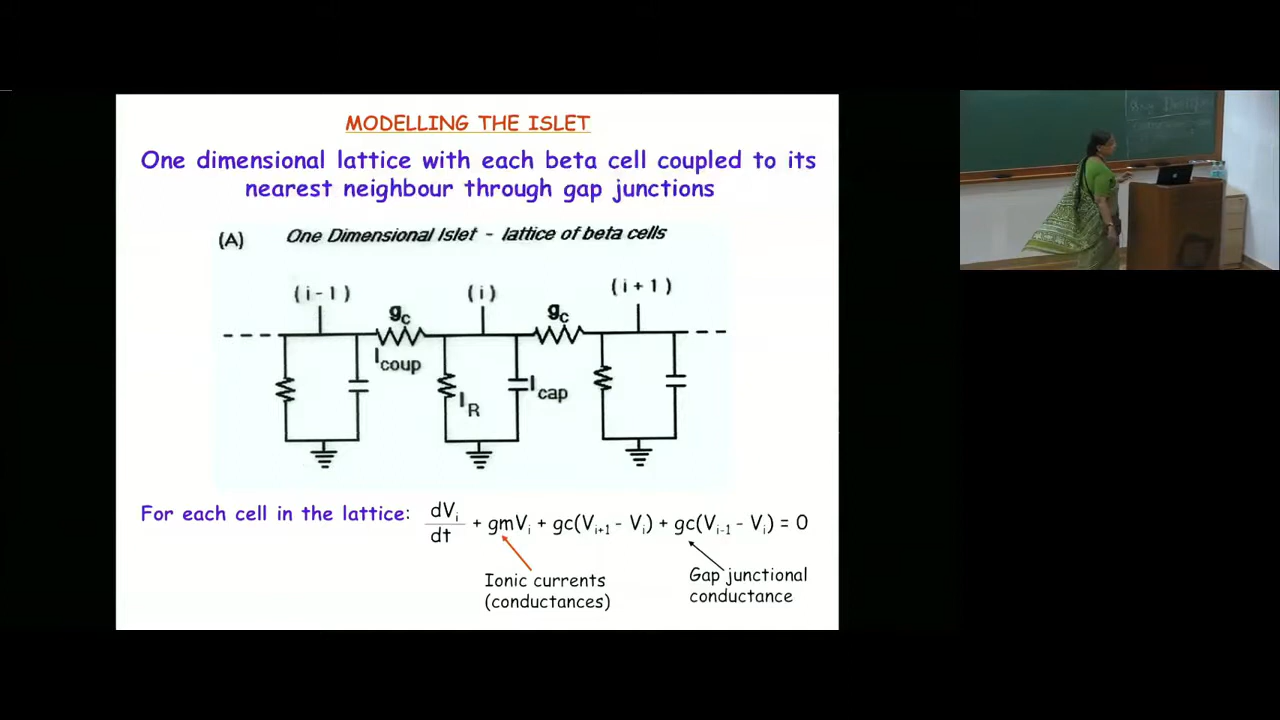 MODELLING THE ISLET
One dimensional lattice with each beta cell coupled to its
nearest neighbour through gap junctions
(A) One Dimensional Islet - lattice of beta cells
(i-1) (i) (i+1)
gc gc
Icoup
IR Icap
For each cell in the lattice: dVi/dt + gmVi + gc(Vi+1 - Vi) + gc(Vi-1 - Vi) = 0
Ionic currents
(conductances)
Gap junctional
conductance